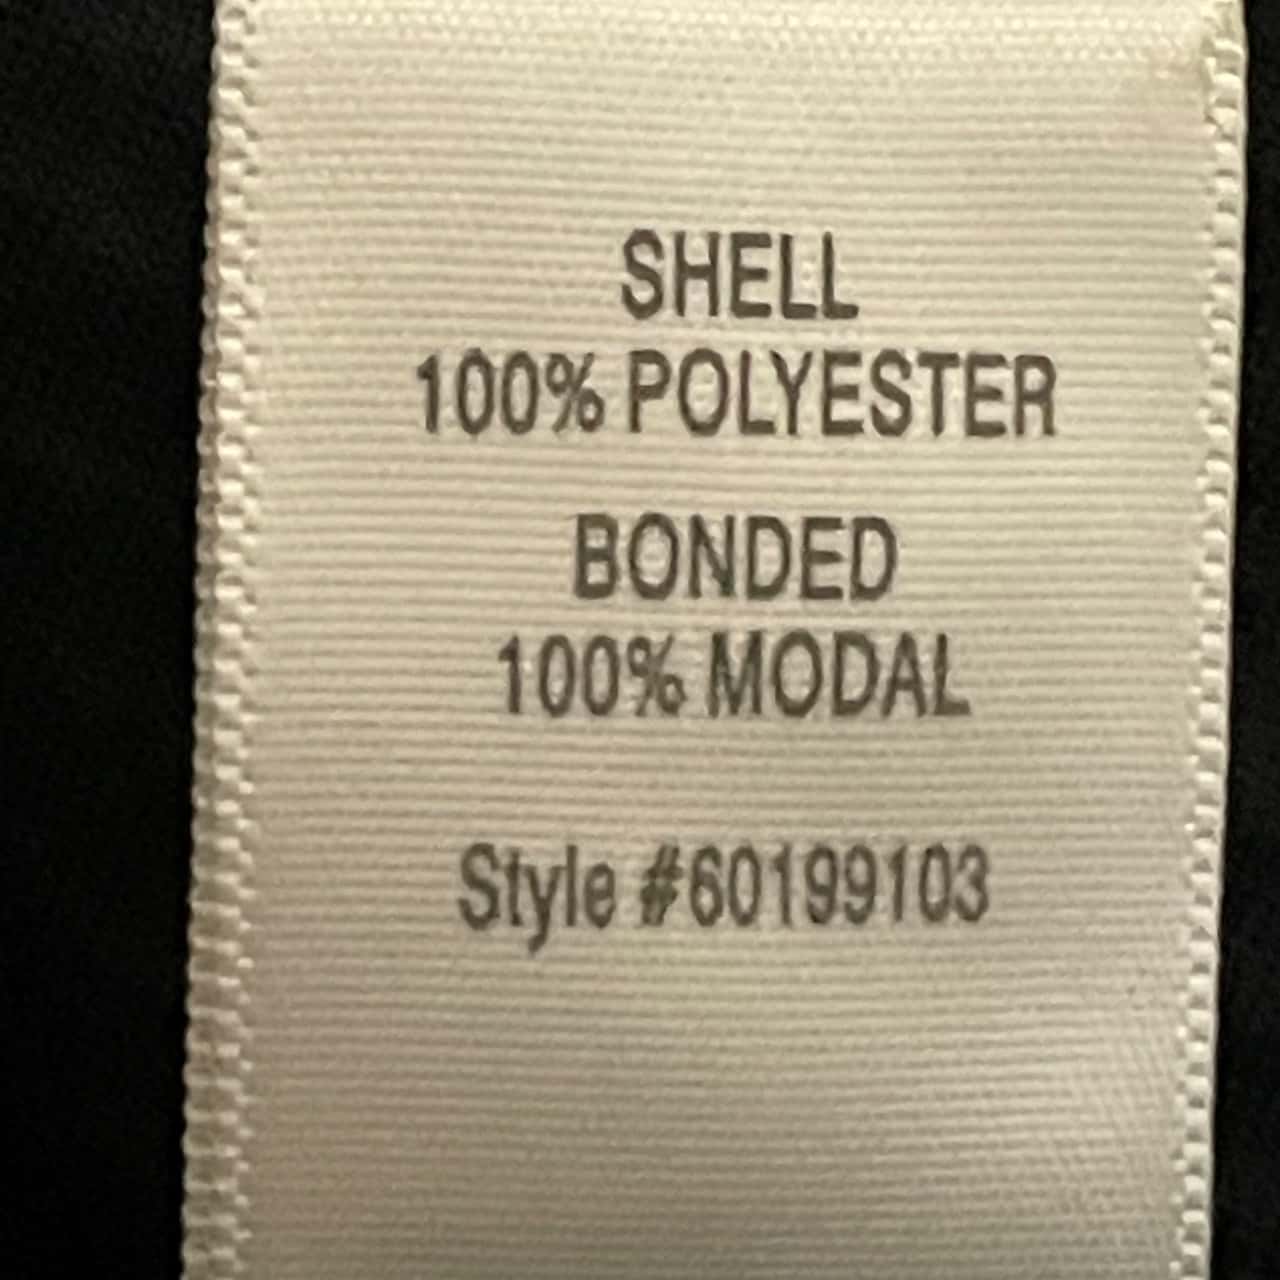 SHELL
100% POLYESTER
BONDED
100% MODAL
Style #60199103